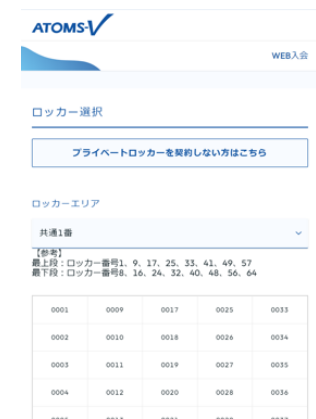 ATOMS-V
WEB入会
ロッカー選択
プライベートロッカーを契約しない方はこちら
ロッカーエリア
共通1番
【参考】
最上段：ロッカー番号1、9、17、25、33、41、49、57
最下段：ロッカー番号8、16、24、32、40、48、56、64
0001 0009 0017 0025 0033
0002 0010 0018 0026 0034
0003 0011 0019 0027 0035
0004 0012 0020 0028 0036